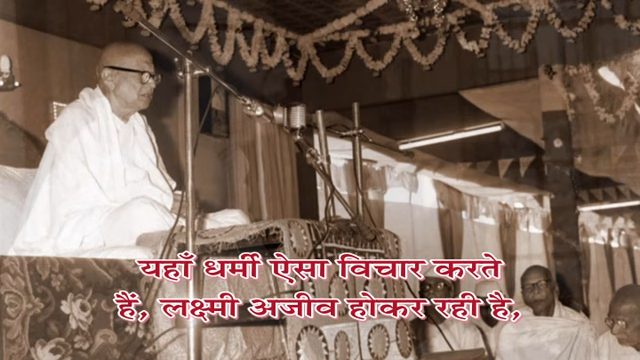 यहाँ धर्मी ऐसा विचार करते
हैं, लक्ष्मी अजीव होकर रही है,